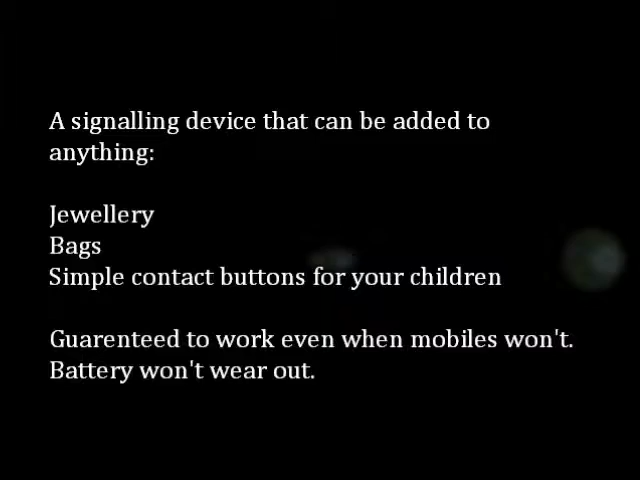 A signalling device that can be added to
anything:
Jewellery
Bags
Simple contact buttons for your children
Guarenteed to work even when mobiles won't.
Battery won't wear out.